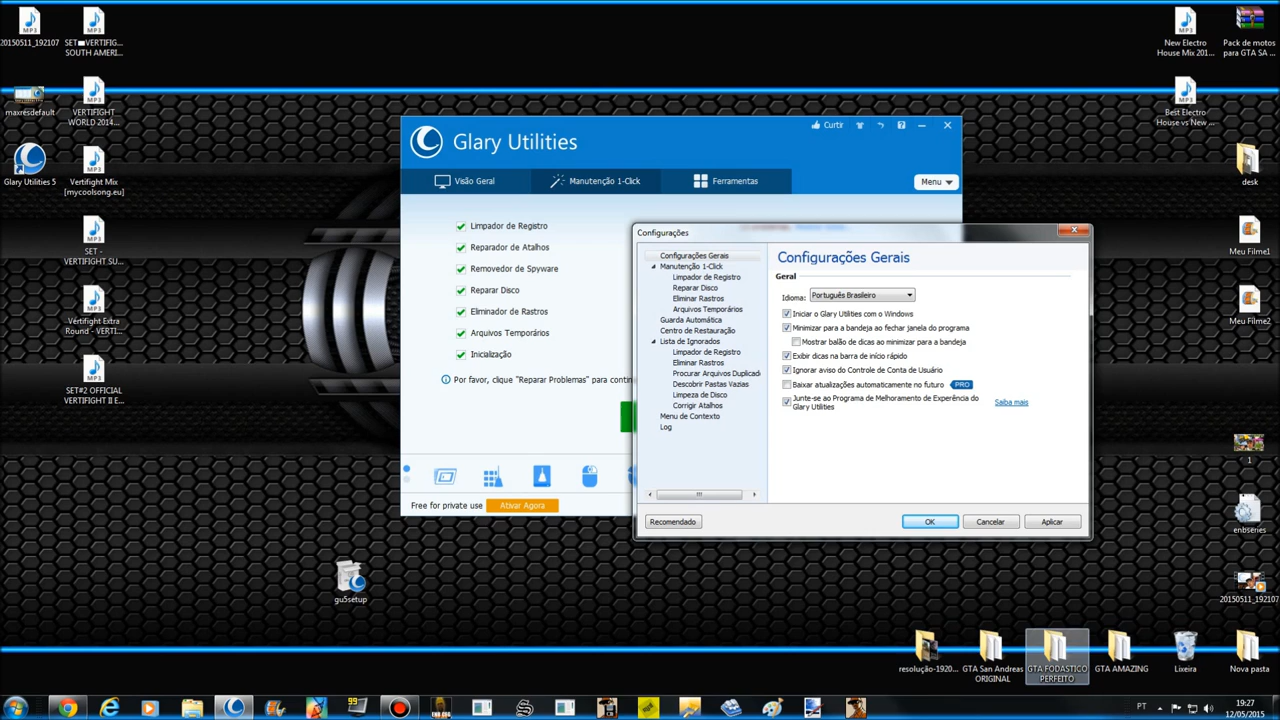 20150511_192107
SET■VERTIFIG...
SOUTH AMERI...
New Electro
House Mix 201...
Pack de motos
para GTA SA ...
maxresdefault
VERTIFIGHT
WORLD 2014...
Best Electro
House vs New ...
Glary Utilities 5
Vertifight Mix
[mycoolsong.eu]
desk
SET -
VERTIFIGHT SU...
Meu Filme1
Vertifight Extra
Round - VERTI...
Meu Filme2
SET#2 OFFICIAL
VERTIFIGHT II E...
1
enbseries
20150511_192107
gu5setup
resolução-1920...
GTA San Andreas
ORIGINAL
GTA FODASTICO
PERFEITO
GTA AMAZING
Lixeira
Nova pasta
Curtir
Glary Utilities
Visão Geral
Manutenção 1-Click
Ferramentas
Menu
Limpador de Registro
Reparador de Atalhos
Removedor de Spyware
Reparar Disco
Eliminador de Rastros
Arquivos Temporários
Inicialização
Por favor, clique "Reparar Problemas" para contin
Free for private use
Ativar Agora
Configurações
Configurações Gerais
Manutenção 1-Click
Limpador de Registro
Reparar Disco
Eliminar Rastros
Arquivos Temporários
Guarda Automática
Centro de Restauração
Lista de Ignorados
Limpador de Registro
Eliminar Rastros
Procurar Arquivos Duplicado
Descobrir Pastas Vazias
Limpeza de Disco
Corrigir Atalhos
Menu de Contexto
Log
Configurações Gerais
Geral
Idioma: Português Brasileiro
Iniciar o Glary Utilities com o Windows
Minimizar para a bandeja ao fechar janela do programa
Mostrar balão de dicas ao minimizar para a bandeja
Exibir dicas na barra de início rápido
Ignorar aviso do Controle de Conta de Usuário
Baixar atualizações automaticamente no futuro PRO
Junte-se ao Programa de Melhoramento de Experência do
Glary Utilities
Saiba mais
Recomendado
OK
Cancelar
Aplicar
99
PT
19:27
12/05/2015